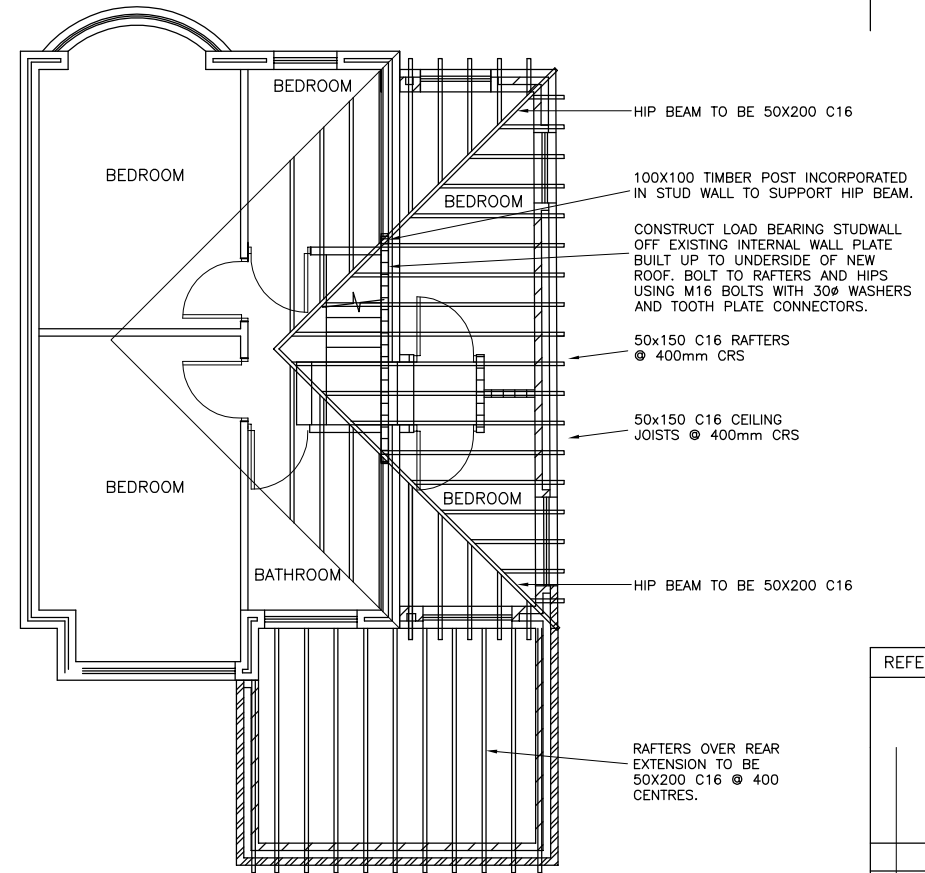 BEDROOM
HIP BEAM TO BE 50X200 C16
BEDROOM
100X100 TIMBER POST INCORPORATED
IN STUD WALL TO SUPPORT HIP BEAM.
BEDROOM
CONSTRUCT LOAD BEARING STUDWALL
OFF EXISTING INTERNAL WALL PLATE
BUILT UP TO UNDERSIDE OF NEW
ROOF. BOLT TO RAFTERS AND HIPS
USING M16 BOLTS WITH 30ø WASHERS
AND TOOTH PLATE CONNECTORS.
50x150 C16 RAFTERS
@ 400mm CRS
50x150 C16 CEILING
JOISTS @ 400mm CRS
BEDROOM
BEDROOM
BATHROOM
HIP BEAM TO BE 50X200 C16
REFE
RAFTERS OVER REAR
EXTENSION TO BE
50X200 C16 @ 400
CENTRES.